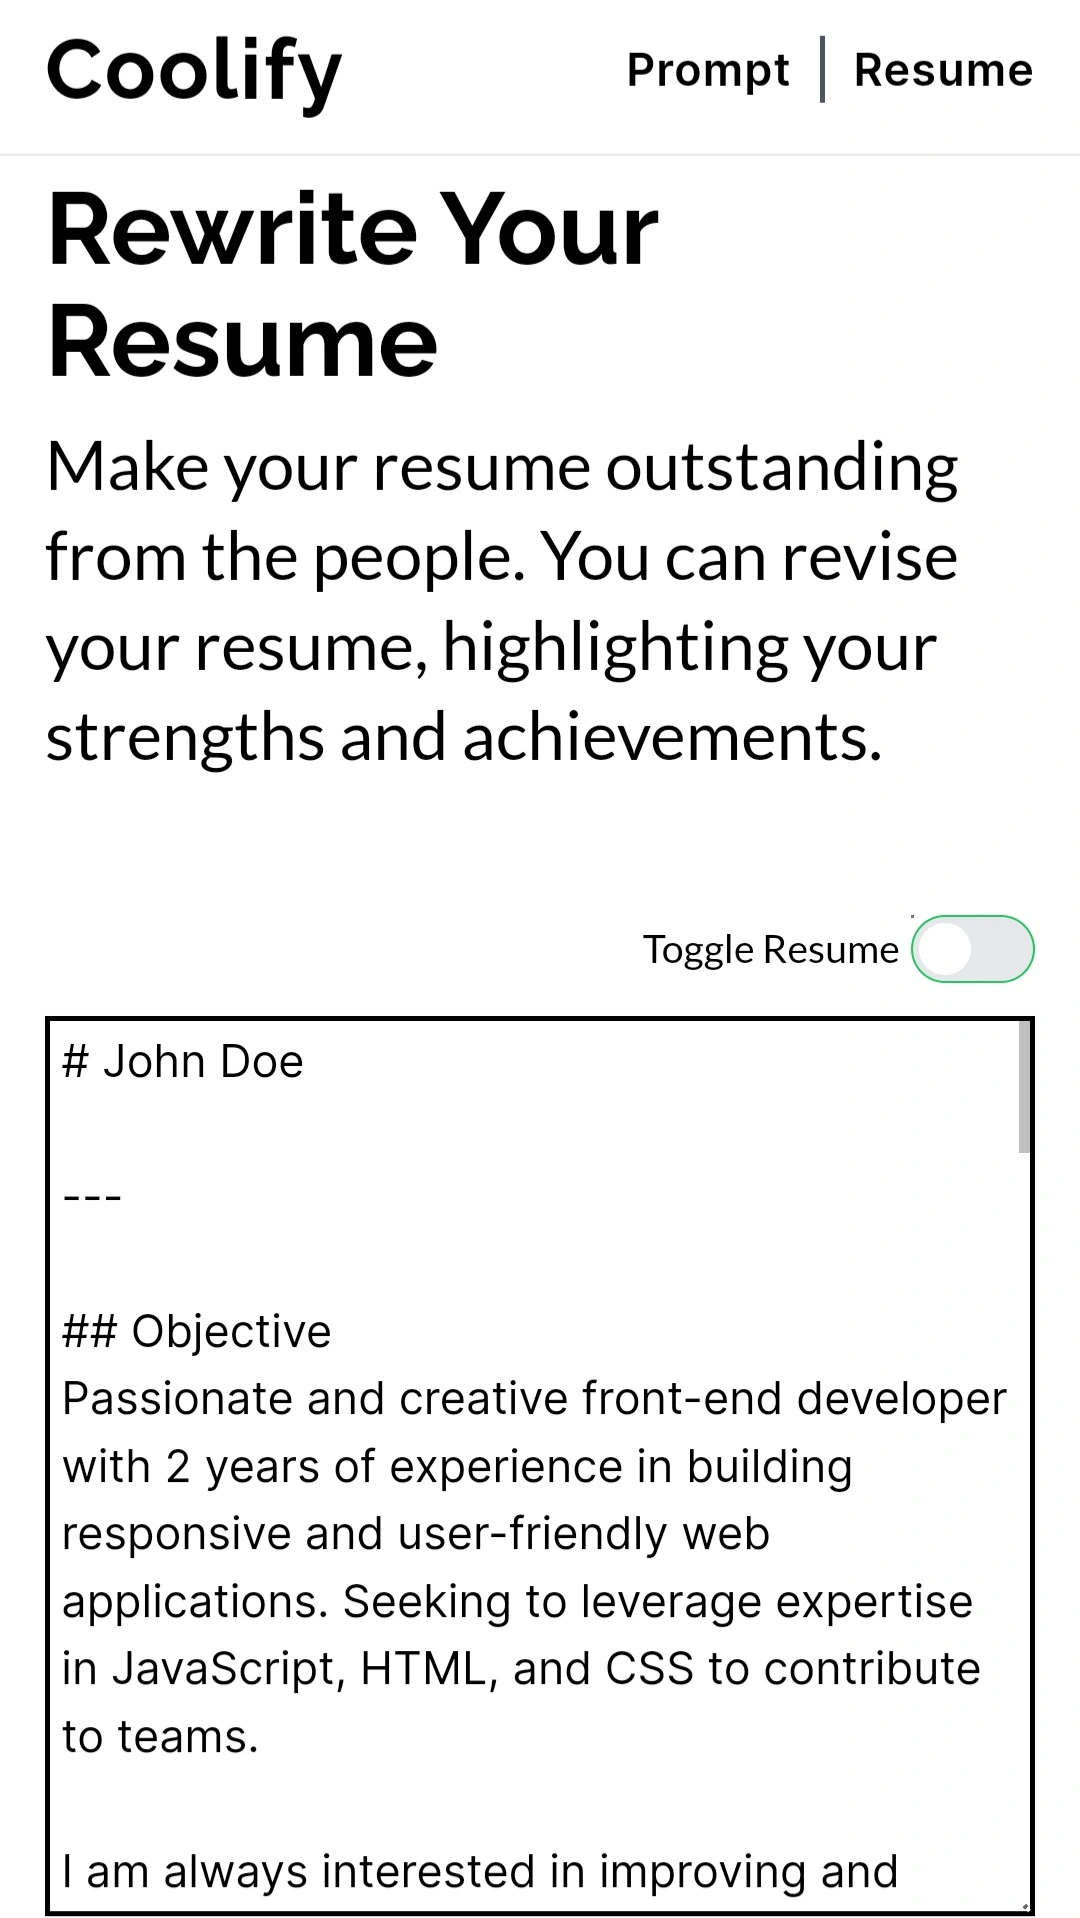 Coolify
Prompt | Resume
Rewrite Your
Resume
Make your resume outstanding
from the people. You can revise
your resume, highlighting your
strengths and achievements.
Toggle Resume
# John Doe
---
## Objective
Passionate and creative front-end developer
with 2 years of experience in building
responsive and user-friendly web
applications. Seeking to leverage expertise
in JavaScript, HTML, and CSS to contribute
to teams.
I am always interested in improving and